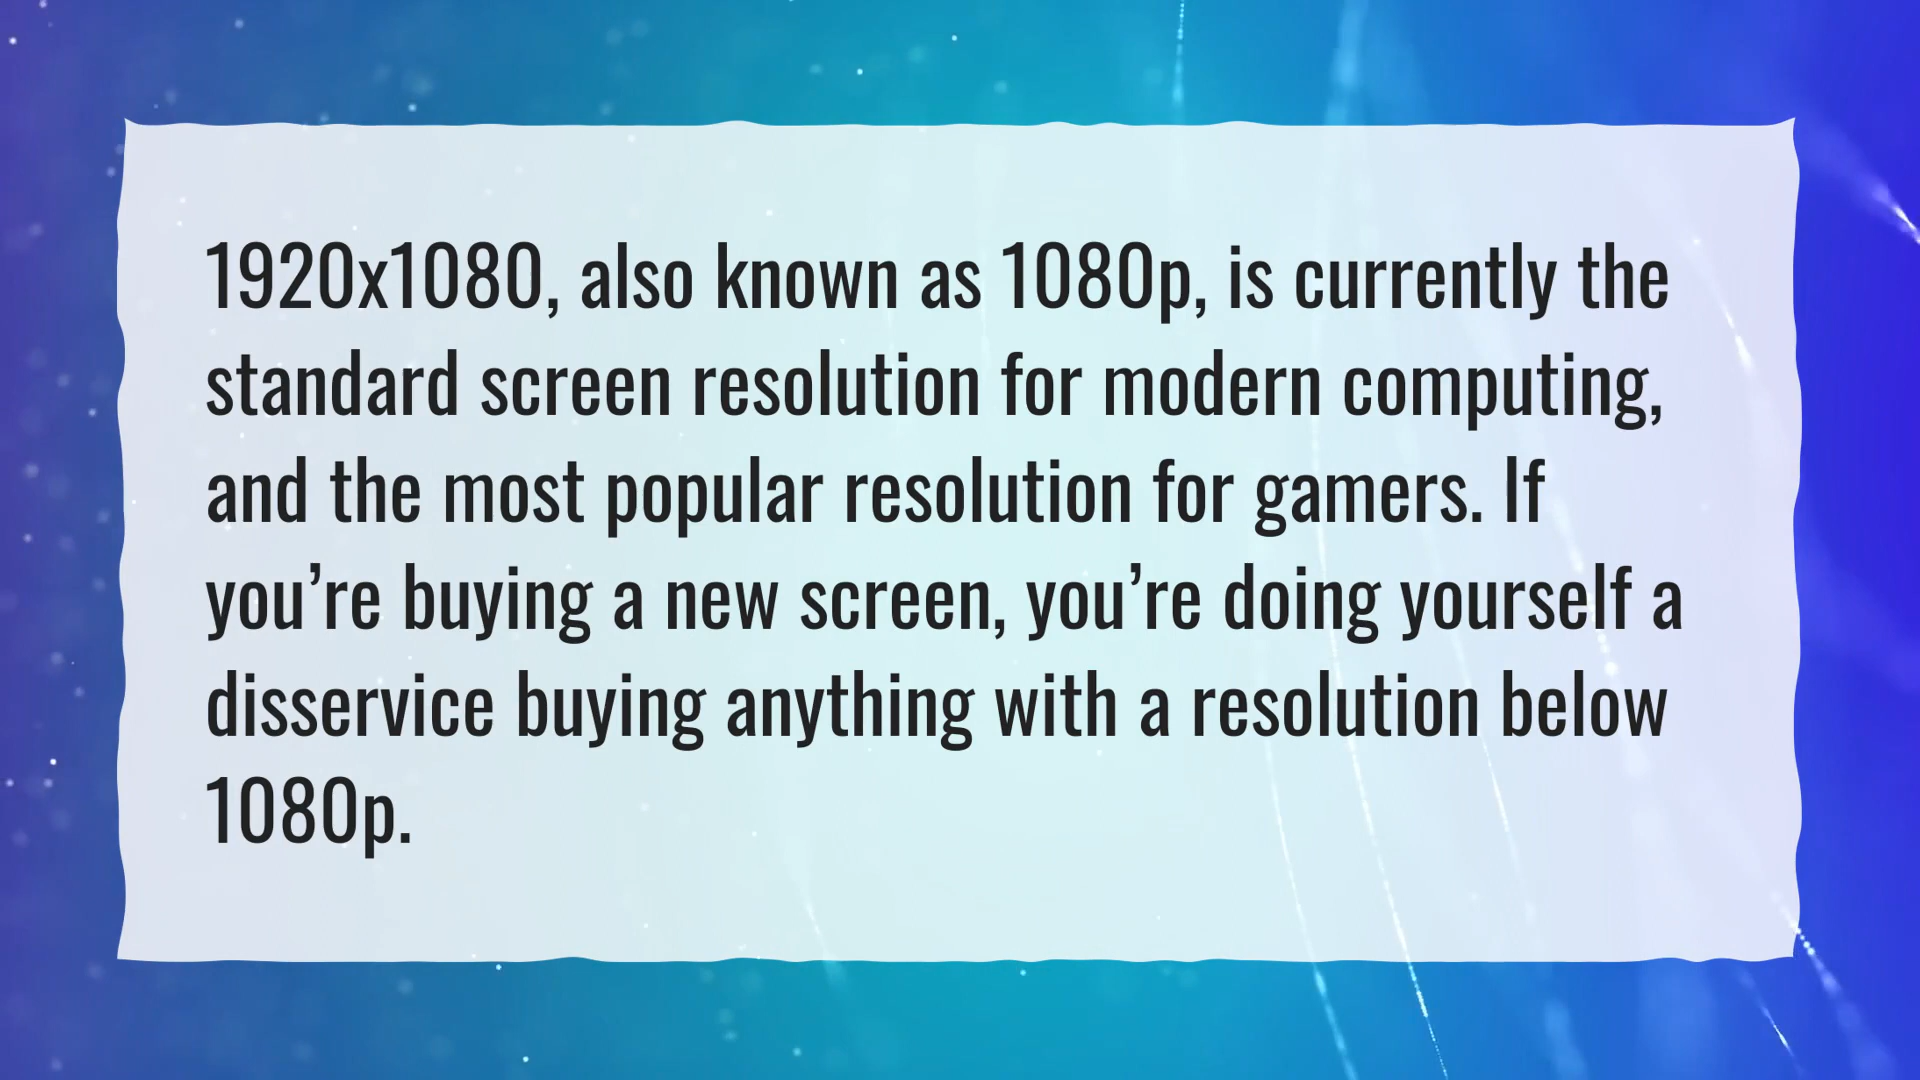 1920x1080, also known as 1080p, is currently the
standard screen resolution for modern computing,
and the most popular resolution for gamers. If
you’re buying a new screen, you’re doing yourself a
disservice buying anything with a resolution below
1080p.